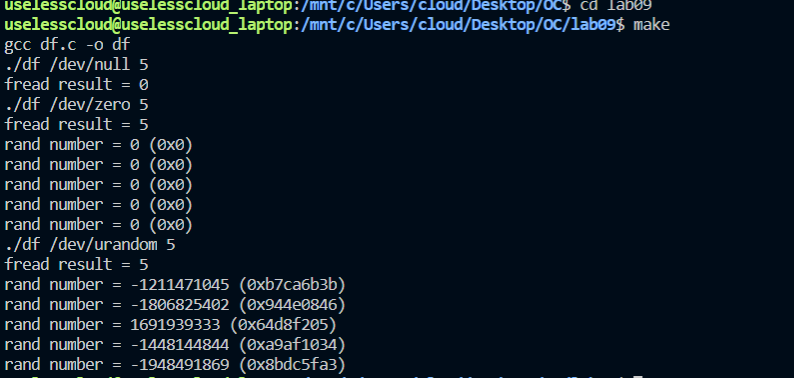 uselesscloud@uselesscloud_laptop:/mnt/c/Users/cloud/Desktop/OC$ cd lab09
uselesscloud@uselesscloud_laptop:/mnt/c/Users/cloud/Desktop/OC/lab09$ make
gcc df.c -o df
./df /dev/null 5
fread result = 0
./df /dev/zero 5
fread result = 5
rand number = 0 (0x0)
rand number = 0 (0x0)
rand number = 0 (0x0)
rand number = 0 (0x0)
rand number = 0 (0x0)
./df /dev/urandom 5
fread result = 5
rand number = -1211471045 (0xb7ca6b3b)
rand number = -1806825402 (0x944e0846)
rand number = 1691939333 (0x64d8f205)
rand number = -1448144844 (0xa9af1034)
rand number = -1948491869 (0x8bdc5fa3)